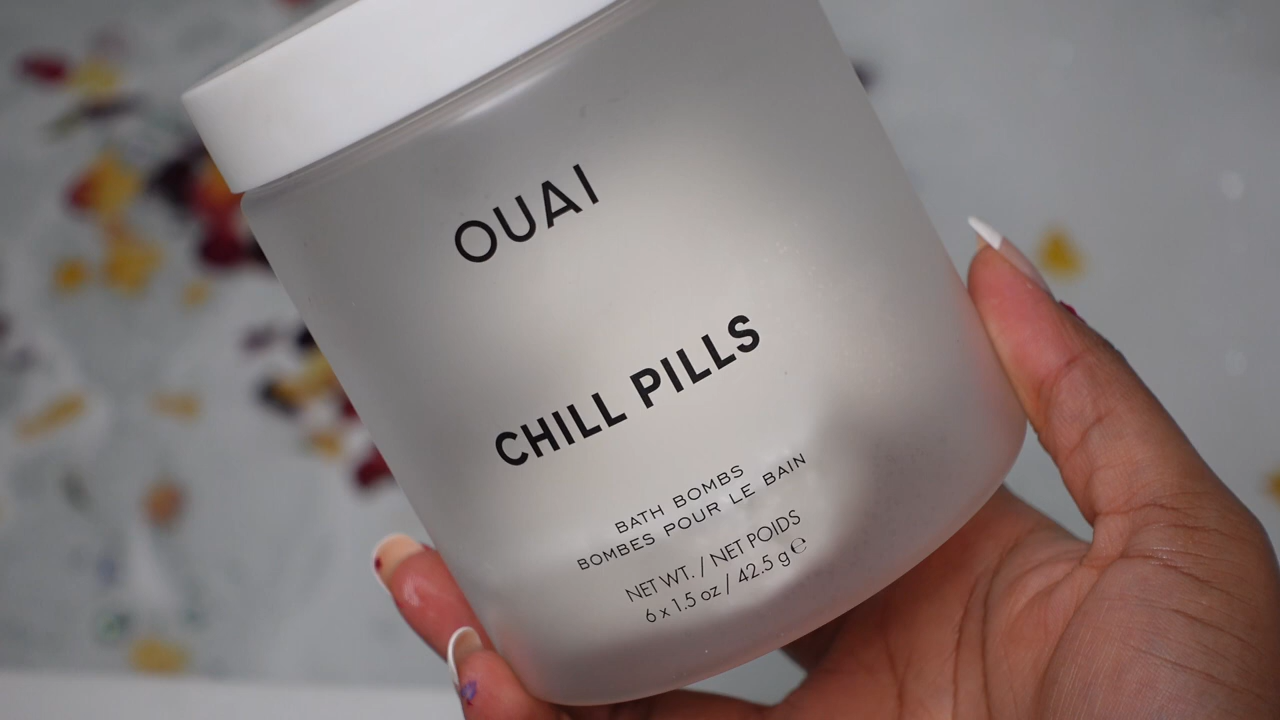 OUAI
CHILL PILLS
BATH BOMBS
BOMBES POUR LE BAIN
NET WT. / NET POIDS
6 x 1.5 oz / 42.5 g ℮